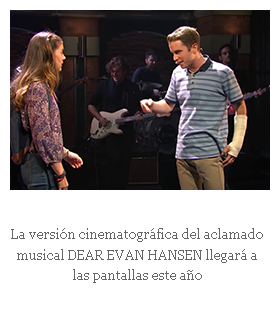 La versión cinematográfica del aclamado
musical DEAR EVAN HANSEN llegará a
las pantallas este año